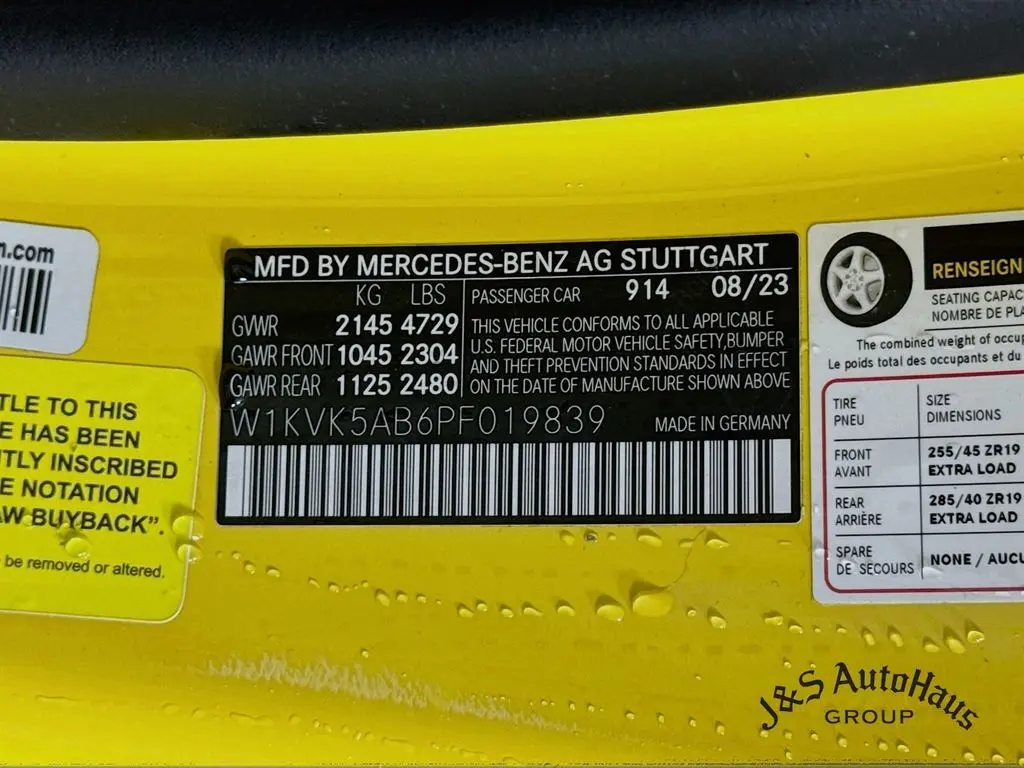 n.com
TLE TO THIS
E HAS BEEN
NTLY INSCRIBED
E NOTATION
AW BUYBACK”.
be removed or altered.
MFD BY MERCEDES-BENZ AG STUTTGART
KG LBS
GVWR 2145 4729
GAWR FRONT 1045 2304
GAWR REAR 1125 2480
PASSENGER CAR 914 08/23
THIS VEHICLE CONFORMS TO ALL APPLICABLE
U.S. FEDERAL MOTOR VEHICLE SAFETY,BUMPER
AND THEFT PREVENTION STANDARDS IN EFFECT
ON THE DATE OF MANUFACTURE SHOWN ABOVE
W1KVK5AB6PF019839 MADE IN GERMANY
RENSEIGN
SEATING CAPAC
NOMBRE DE PLA
The combined weight of occup
Le poids total des occupants et du
TIRE
PNEU
SIZE
DIMENSIONS
FRONT
AVANT
255/45 ZR19
EXTRA LOAD
REAR
ARRIÈRE
285/40 ZR19
EXTRA LOAD
SPARE
DE SECOURS
NONE / AUCU
J&S AutoHaus
GROUP